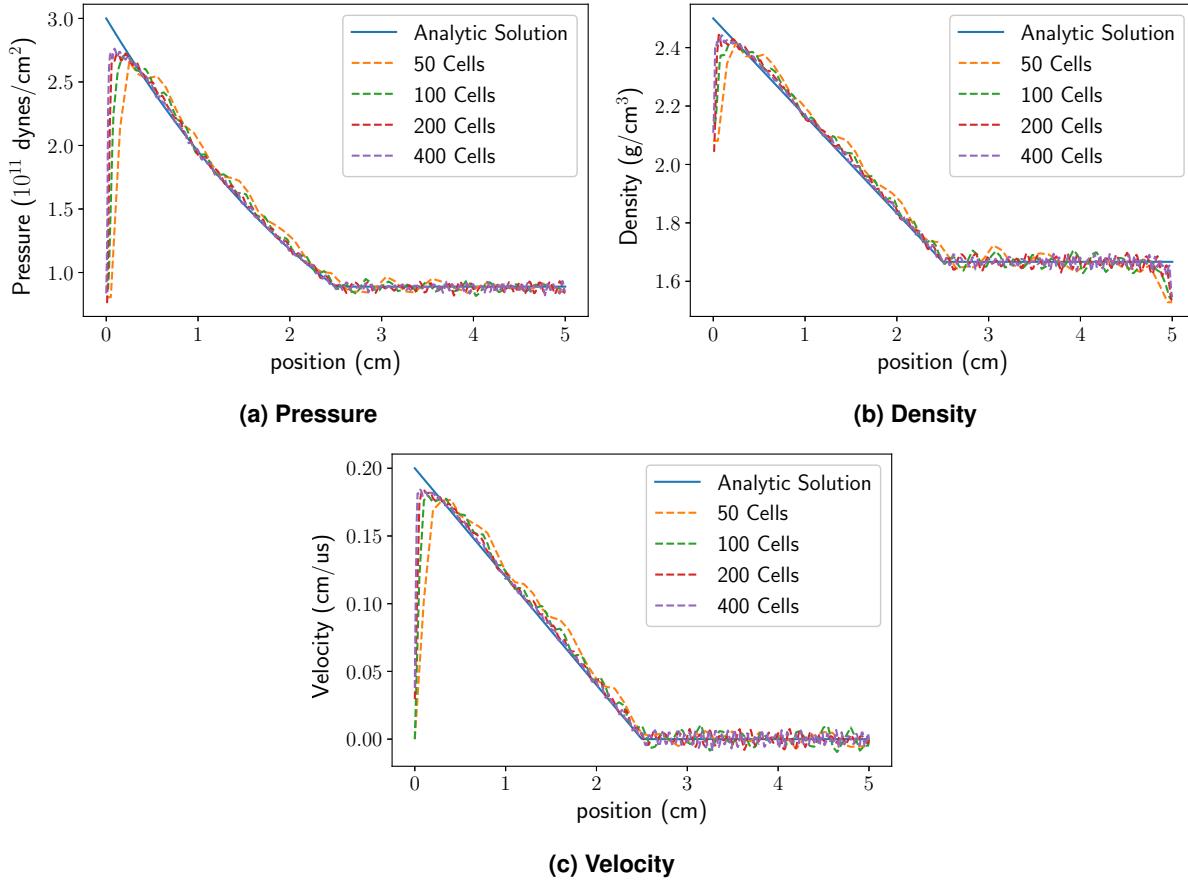 Pressure (10^11 dynes/cm^2)
3.0
2.5
2.0
1.5
1.0
0
1
2
3
4
5
position (cm)
Analytic Solution
50 Cells
100 Cells
200 Cells
400 Cells
(a) Pressure
Density (g/cm^3)
2.4
2.2
2.0
1.8
1.6
0
1
2
3
4
5
position (cm)
Analytic Solution
50 Cells
100 Cells
200 Cells
400 Cells
(b) Density
Velocity (cm/us)
0.20
0.15
0.10
0.05
0.00
0
1
2
3
4
5
position (cm)
Analytic Solution
50 Cells
100 Cells
200 Cells
400 Cells
(c) Velocity